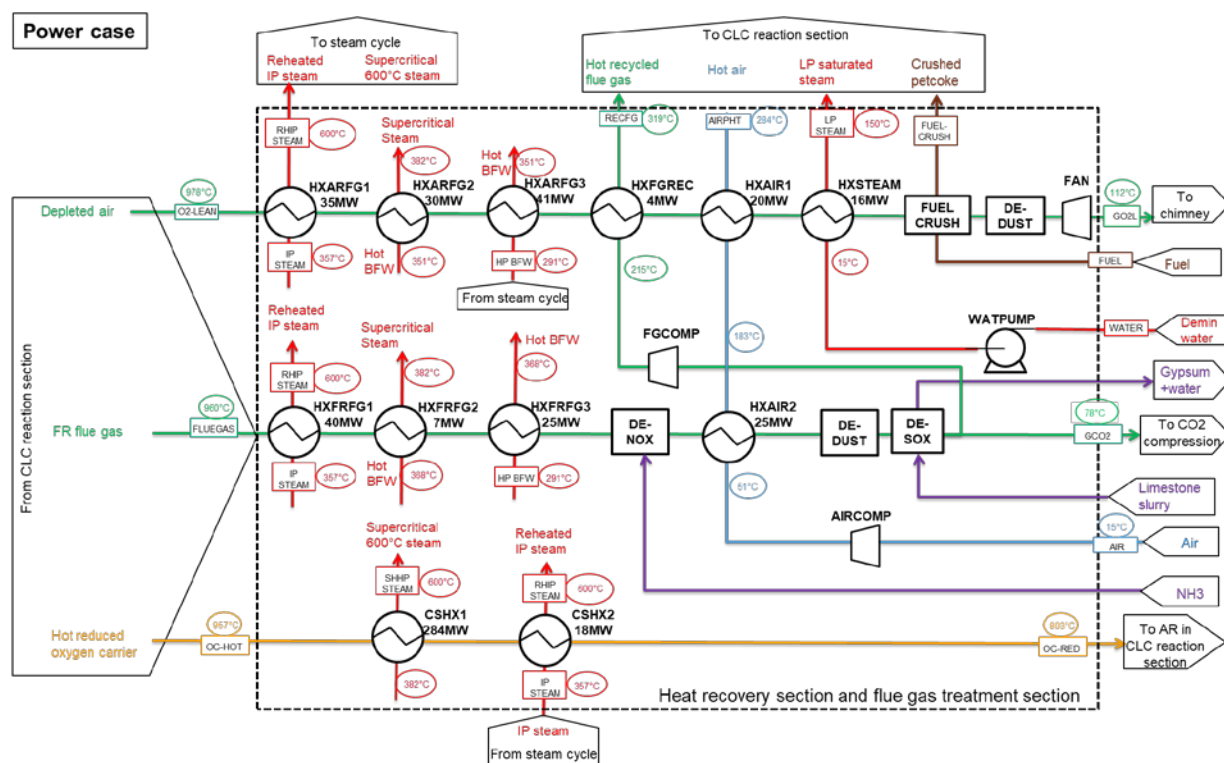 Power case
To steam cycle
Reheated
IP steam
Supercritical
600°C steam
To CLC reaction section
Hot recycled
flue gas
Hot air
LP saturated
steam
Crushed
petcoke
RHIP
STEAM
600°C
Supercritical
Steam
382°C
Hot
BFW
351°C
RECFG
319°C
AIRPHT
284°C
LP
STEAM
150°C
FUEL-
CRUSH
978°C
O2-LEAN
Depleted air
HXARFG1
35MW
HXARFG2
30MW
HXARFG3
41MW
HXFGREC
4MW
HXAIR1
20MW
HXSTEAM
16MW
FUEL
CRUSH
DE-
DUST
FAN
112°C
GO2L
To
chimney
IP
STEAM
357°C
Hot
BFW
351°C
HP BFW
291°C
From steam cycle
215°C
15°C
FUEL
Fuel
Reheated
IP steam
Supercritical
Steam
Hot BFW
FGCOMP
183°C
WATPUMP
WATER
Demin
water
RHIP
STEAM
600°C
382°C
368°C
Gypsum
+water
From CLC reaction section
FR flue gas
960°C
FLUEGAS
HXFRFG1
40MW
HXFRFG2
7MW
HXFRFG3
25MW
DE-
NOX
HXAIR2
25MW
DE-
DUST
DE-
SOX
78°C
GCO2
To CO2
compression
IP
STEAM
357°C
Hot
BFW
368°C
HP BFW
291°C
51°C
Limestone
slurry
Supercritical
600°C steam
Reheated
IP steam
AIRCOMP
15°C
AIR
Air
SHHP
STEAM
600°C
RHIP
STEAM
600°C
NH3
Hot reduced
oxygen carrier
957°C
OC-HOT
CSHX1
284MW
CSHX2
18MW
803°C
OC-RED
To AR in
CLC reaction
section
382°C
IP
STEAM
357°C
Heat recovery section and flue gas treatment section
IP steam
From steam cycle